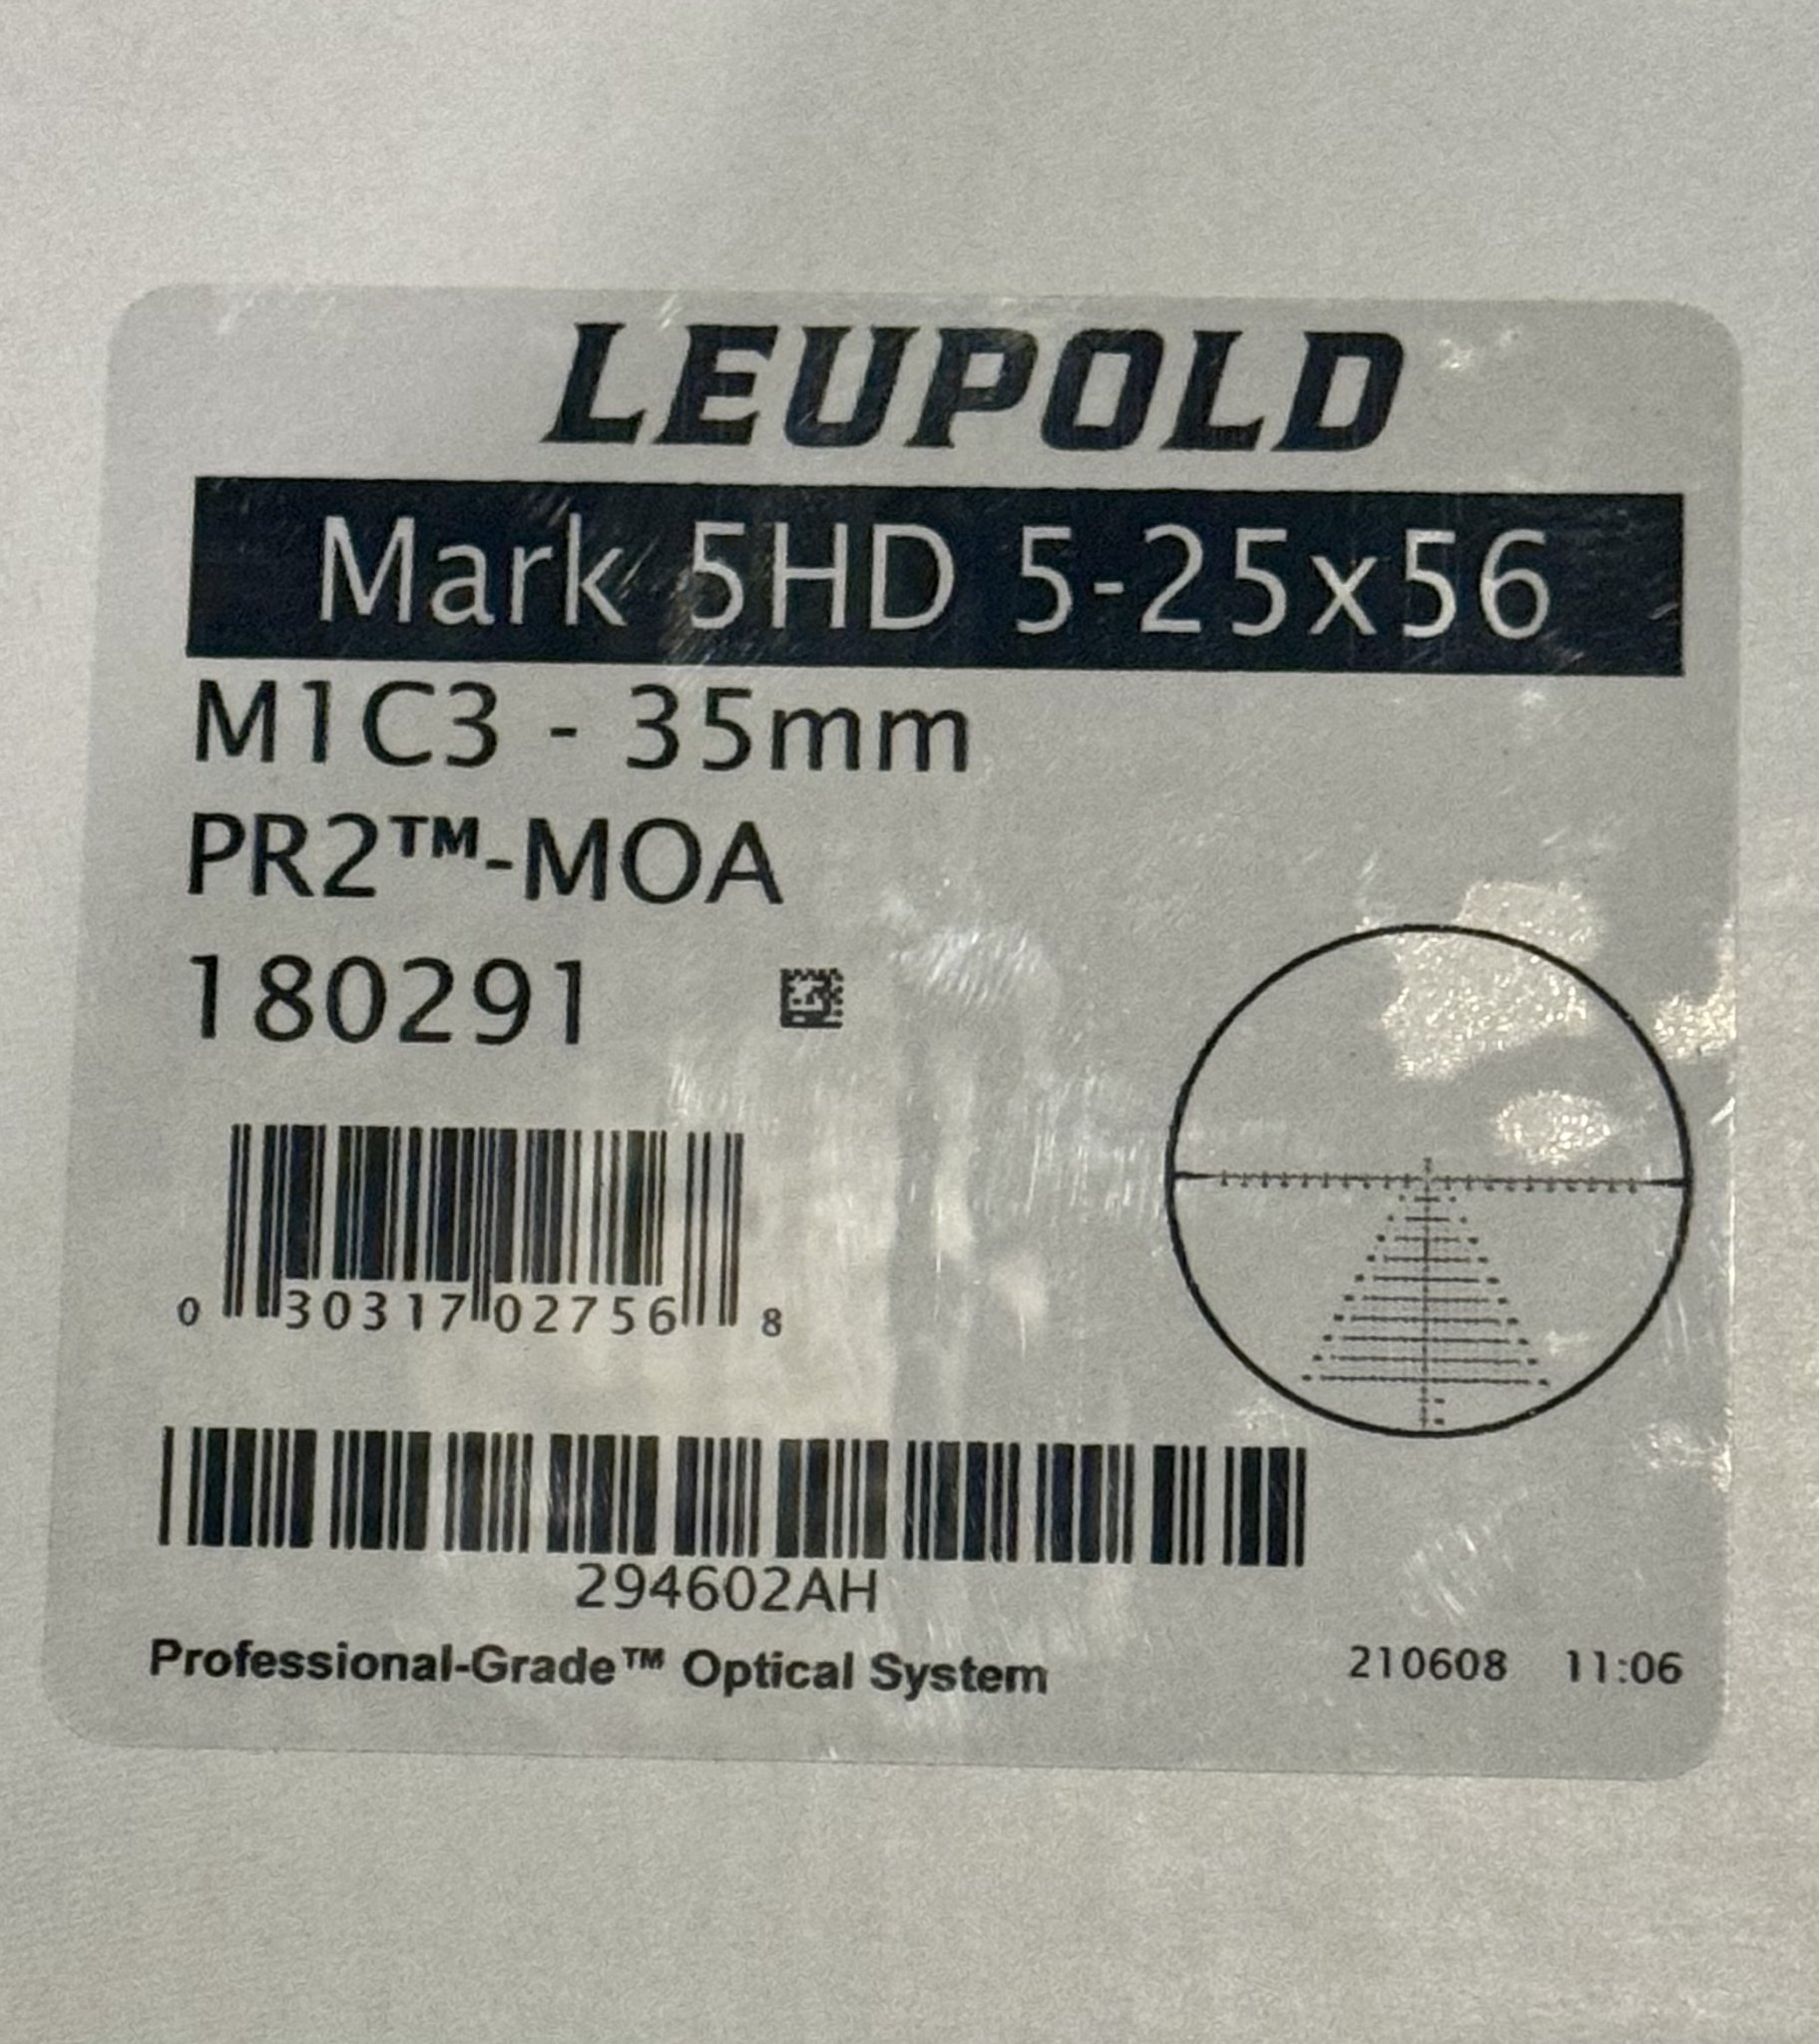 LEUPOLD
Mark 5HD 5-25x56
M1C3 - 35mm
PR2™-MOA
180291
0 30317 02756 8
294602AH
Professional-Grade™ Optical System 210608 11:06